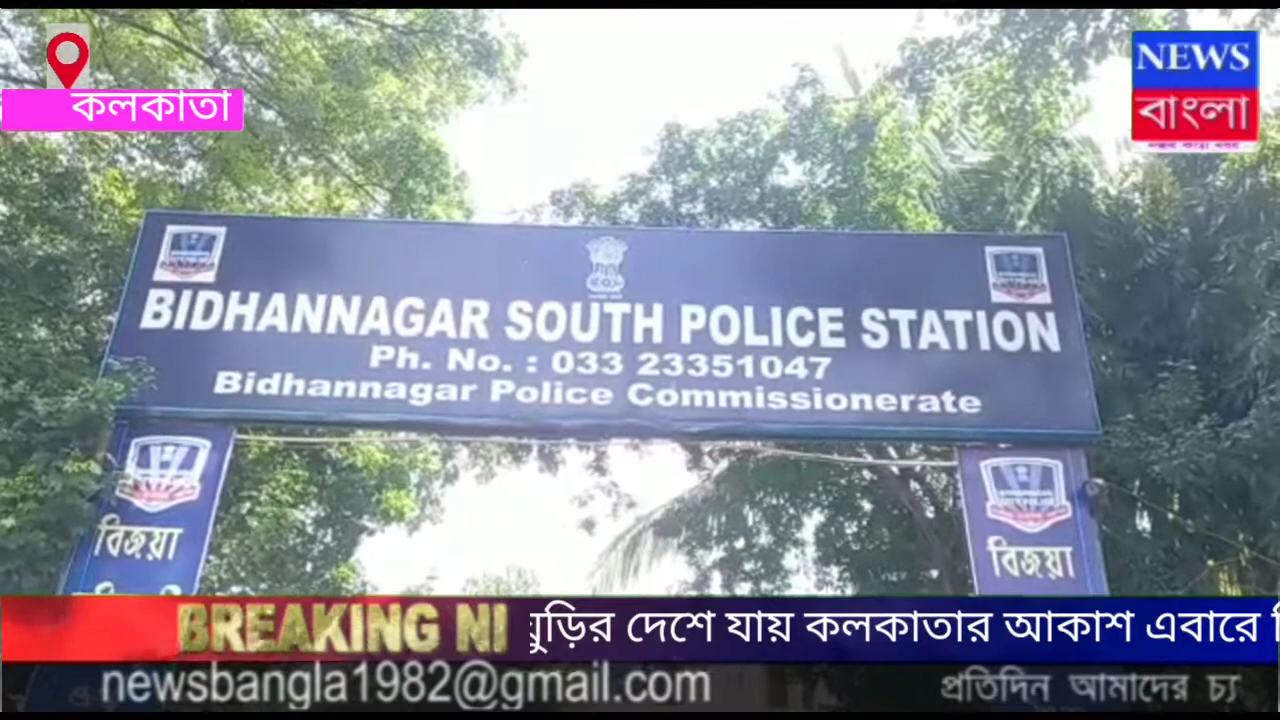 কলকাতা
NEWS
বাংলা
BIDHANNAGAR SOUTH POLICE STATION
Ph. No. : 033 23351047
Bidhannagar Police Commissionerate
বিজয়া
বিজয়া
BREAKING NI
ঘুড়ির দেশে যায় কলকাতার আকাশ এবারে
newsbangla1982@gmail.com
প্রতিদিন আমাদের চ্য